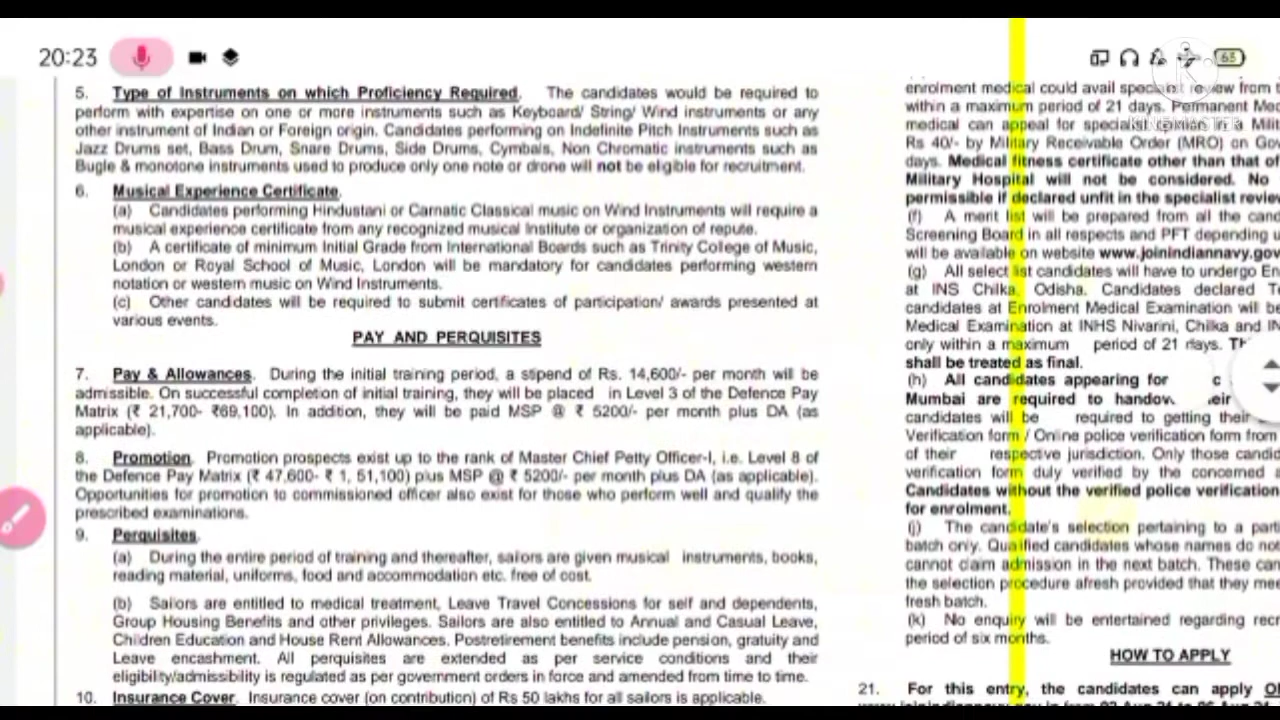 20:23
63
KINEMASTER
5. Type of Instruments on which Proficiency Required. The candidates would be required to
perform with expertise on one or more instruments such as Keyboard/ String/ Wind instruments or any
other instrument of Indian or Foreign origin. Candidates performing on Indefinite Pitch Instruments such as
Jazz Drums set, Bass Drum, Snare Drums, Side Drums, Cymbals, Non Chromatic instruments such as
Bugle & monotone instruments used to produce only one note or drone will not be eligible for recruitment.
6. Musical Experience Certificate.
(a) Candidates performing Hindustani or Carnatic Classical music on Wind Instruments will require a
musical experience certificate from any recognized musical Institute or organization of repute.
(b) A certificate of minimum Initial Grade from International Boards such as Trinity College of Music,
London or Royal School of Music, London will be mandatory for candidates performing western
notation or western music on Wind Instruments.
(c) Other candidates will be required to submit certificates of participation/ awards presented at
various events.
PAY AND PERQUISITES
7. Pay & Allowances. During the initial training period, a stipend of Rs. 14,600/- per month will be
admissible. On successful completion of initial training, they will be placed in Level 3 of the Defence Pay
Matrix (₹ 21,700- ₹69,100). In addition, they will be paid MSP @ ₹ 5200/- per month plus DA (as
applicable).
8. Promotion. Promotion prospects exist up to the rank of Master Chief Petty Officer-I, i.e. Level 8 of
the Defence Pay Matrix (₹ 47,600- ₹ 1, 51,100) plus MSP @ ₹ 5200/- per month plus DA (as applicable).
Opportunities for promotion to commissioned officer also exist for those who perform well and qualify the
prescribed examinations.
9. Perquisites.
(a) During the entire period of training and thereafter, sailors are given musical instruments, books,
reading material, uniforms, food and accommodation etc. free of cost.
(b) Sailors are entitled to medical treatment, Leave Travel Concessions for self and dependents,
Group Housing Benefits and other privileges. Sailors are also entitled to Annual and Casual Leave,
Children Education and House Rent Allowances. Postretirement benefits include pension, gratuity and
Leave encashment. All perquisites are extended as per service conditions and their
eligibility/admissibility is regulated as per government orders in force and amended from time to time.
10. Insurance Cover. Insurance cover (on contribution) of Rs 50 lakhs for all sailors is applicable.
enrolment medical could avail specialist review from
within a maximum period of 21 days. Permanent
medical can appeal for specialist opinion in a
Rs 40/- by Military Receivable Order (MRO) on
days. Medical fitness certificate other than that of
Military Hospital will not be considered. No
permissible if declared unfit in the specialist
(f) A merit list will be prepared from all the
Screening Board in all respects and PFT depending
will be available on website www.joinindiannavy.gov
(g) All select list candidates will have to undergo
at INS Chilka, Odisha. Candidates declared
candidates at Enrolment Medical Examination will be
Medical Examination at INHS Nivarini, Chilka and
only within a maximum period of 21 days.
shall be treated as final.
(h) All candidates appearing for
Mumbai are required to
candidates will be required to getting their
Verification form / Online police verification form from
of their respective jurisdiction. Only those
verification form duly verified by the concerned
Candidates without the verified police verification
for enrolment.
(j) The candidate's selection pertaining to a
batch only. Qualified candidates whose names do not
cannot claim admission in the next batch. These
the selection procedure afresh provided that they
fresh batch.
(k) No enquiry will be entertained regarding
period of six months.
HOW TO APPLY
21. For this entry, the candidates can apply